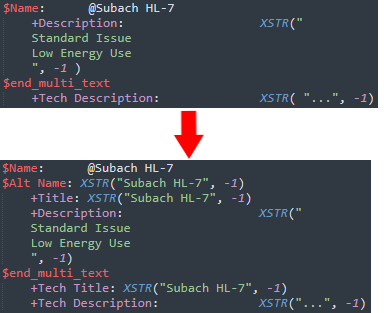 $Name: @Subach HL-7
+Description: XSTR("
Standard Issue
Low Energy Use
", -1 )
$end_multi_text
+Tech Description: XSTR( "...", -1)
$Name: @Subach HL-7
$Alt Name: XSTR("Subach HL-7", -1)
+Title: XSTR("Subach HL-7", -1)
+Description: XSTR("
Standard Issue
Low Energy Use
", -1)
$end_multi_text
+Tech Title: XSTR("Subach HL-7", -1)
+Tech Description: XSTR("...", -1)